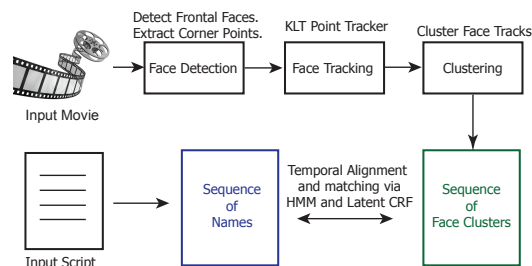 Detect Frontal Faces.
Extract Corner Points.
KLT Point Tracker
Cluster Face Tracks
Face Detection
Face Tracking
Clustering
Input Movie
Sequence
of
Names
Temporal Alignment
and matching via
HMM and Latent CRF
Sequence
of
Face Clusters
Input Script